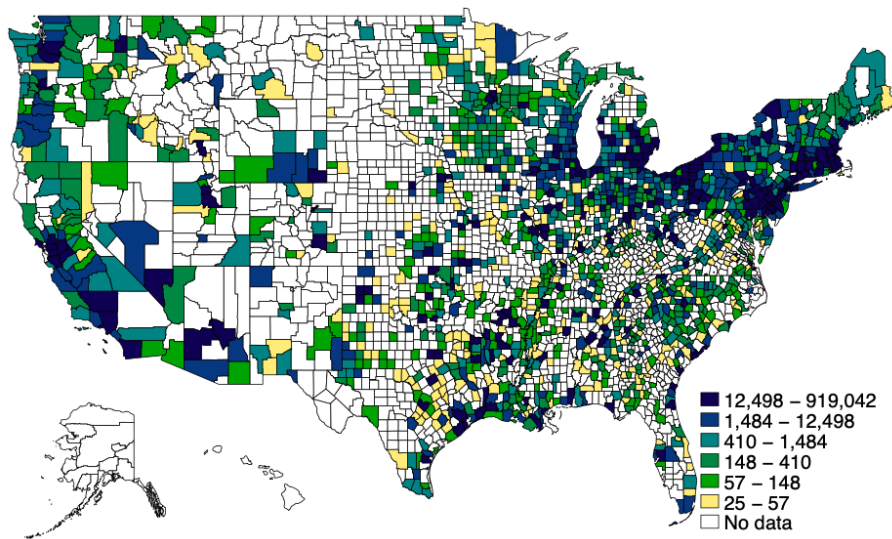 12,498 – 919,042
1,484 – 12,498
410 – 1,484
148 – 410
57 – 148
25 – 57
No data